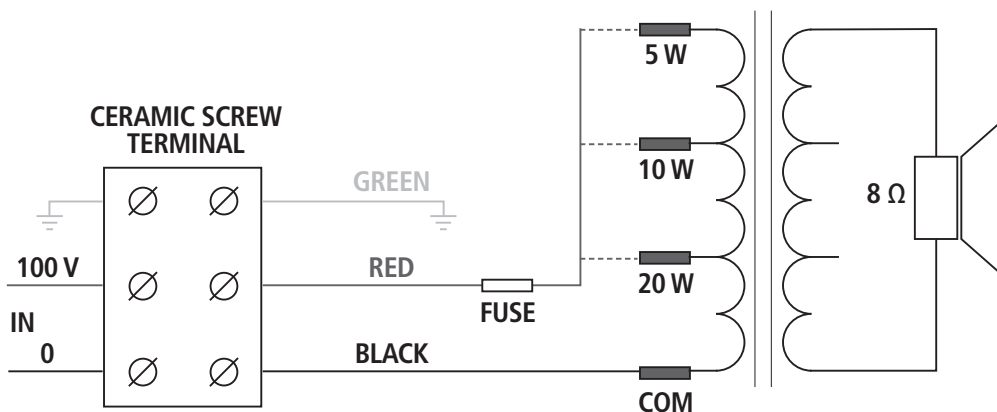 CERAMIC SCREW
TERMINAL
GREEN
100 V
RED
FUSE
IN
0
BLACK
5 W
10 W
20 W
COM
8 Ω